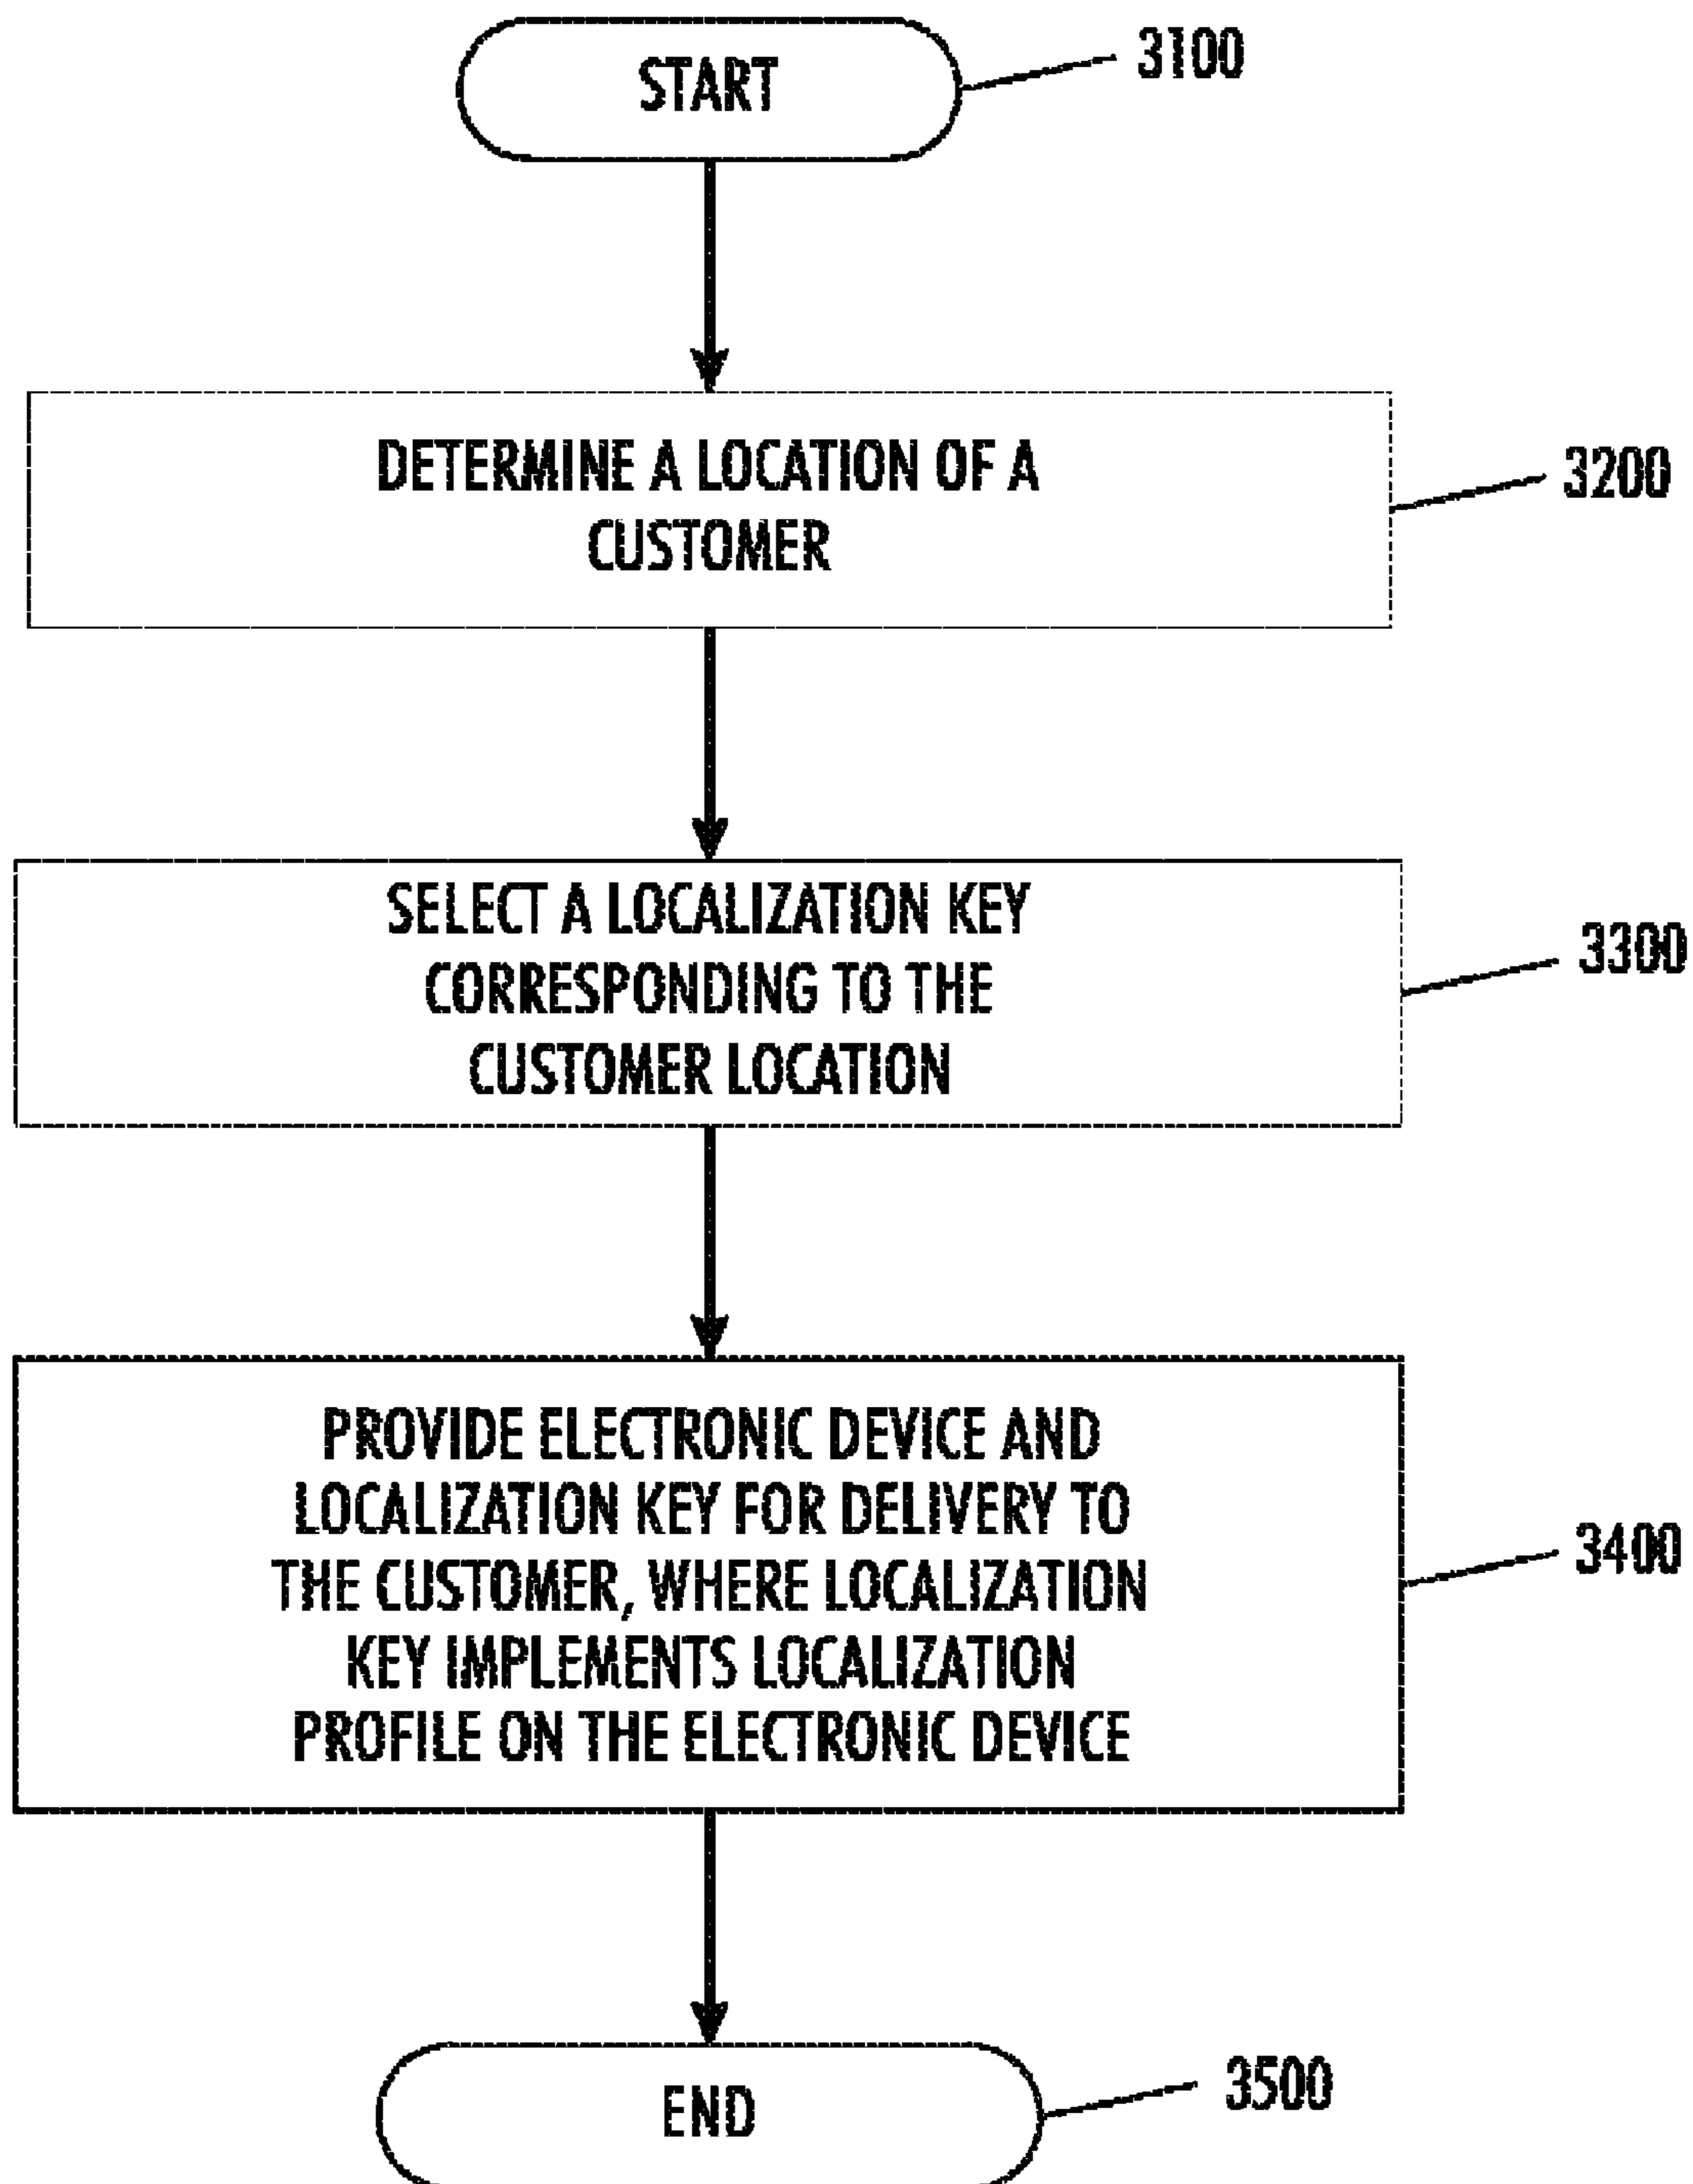 START
3100
DETERMINE A LOCATION OF A
CUSTOMER
3200
SELECT A LOCALIZATION KEY
CORRESPONDING TO THE
CUSTOMER LOCATION
3300
PROVIDE ELECTRONIC DEVICE AND
LOCALIZATION KEY FOR DELIVERY TO
THE CUSTOMER, WHERE LOCALIZATION
KEY IMPLEMENTS LOCALIZATION
PROFILE ON THE ELECTRONIC DEVICE
3400
END
3500